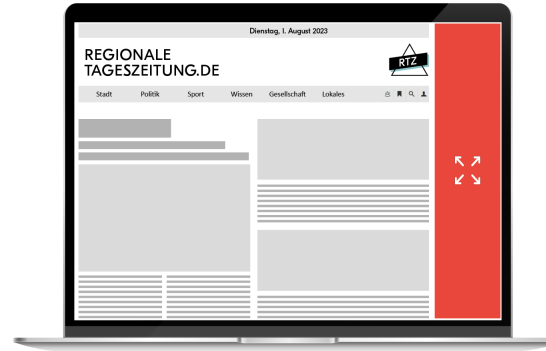 Dienstag, 1. August 2023
REGIONALE
TAGESZEITUNG.DE
RTZ
Stadt Politik Sport Wissen Gesellschaft Lokales